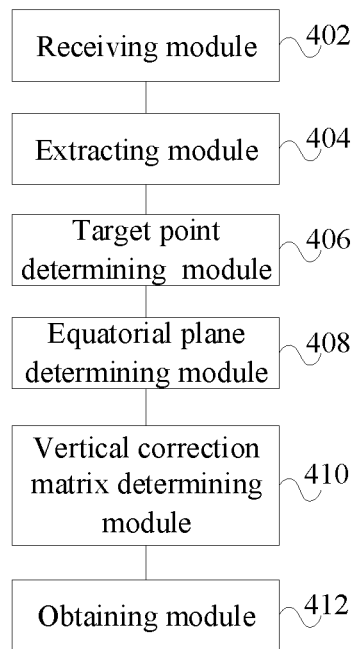 Receiving module
402
Extracting module
404
Target point
determining module
406
Equatorial plane
determining module
408
Vertical correction
matrix determining
module
410
Obtaining module
412